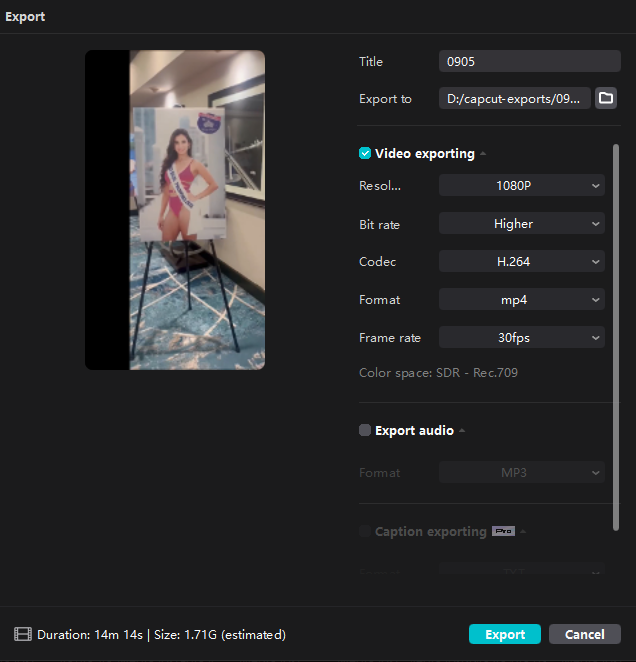 Export
Title 0905
Export to D:/capcut-exports/09...
Video exporting
Resol... 1080P
Bit rate Higher
Codec H.264
Format mp4
Frame rate 30fps
Color space: SDR - Rec.709
Export audio
Format MP3
Caption exporting Pro
Duration: 14m 14s | Size: 1.71G (estimated)
Export Cancel